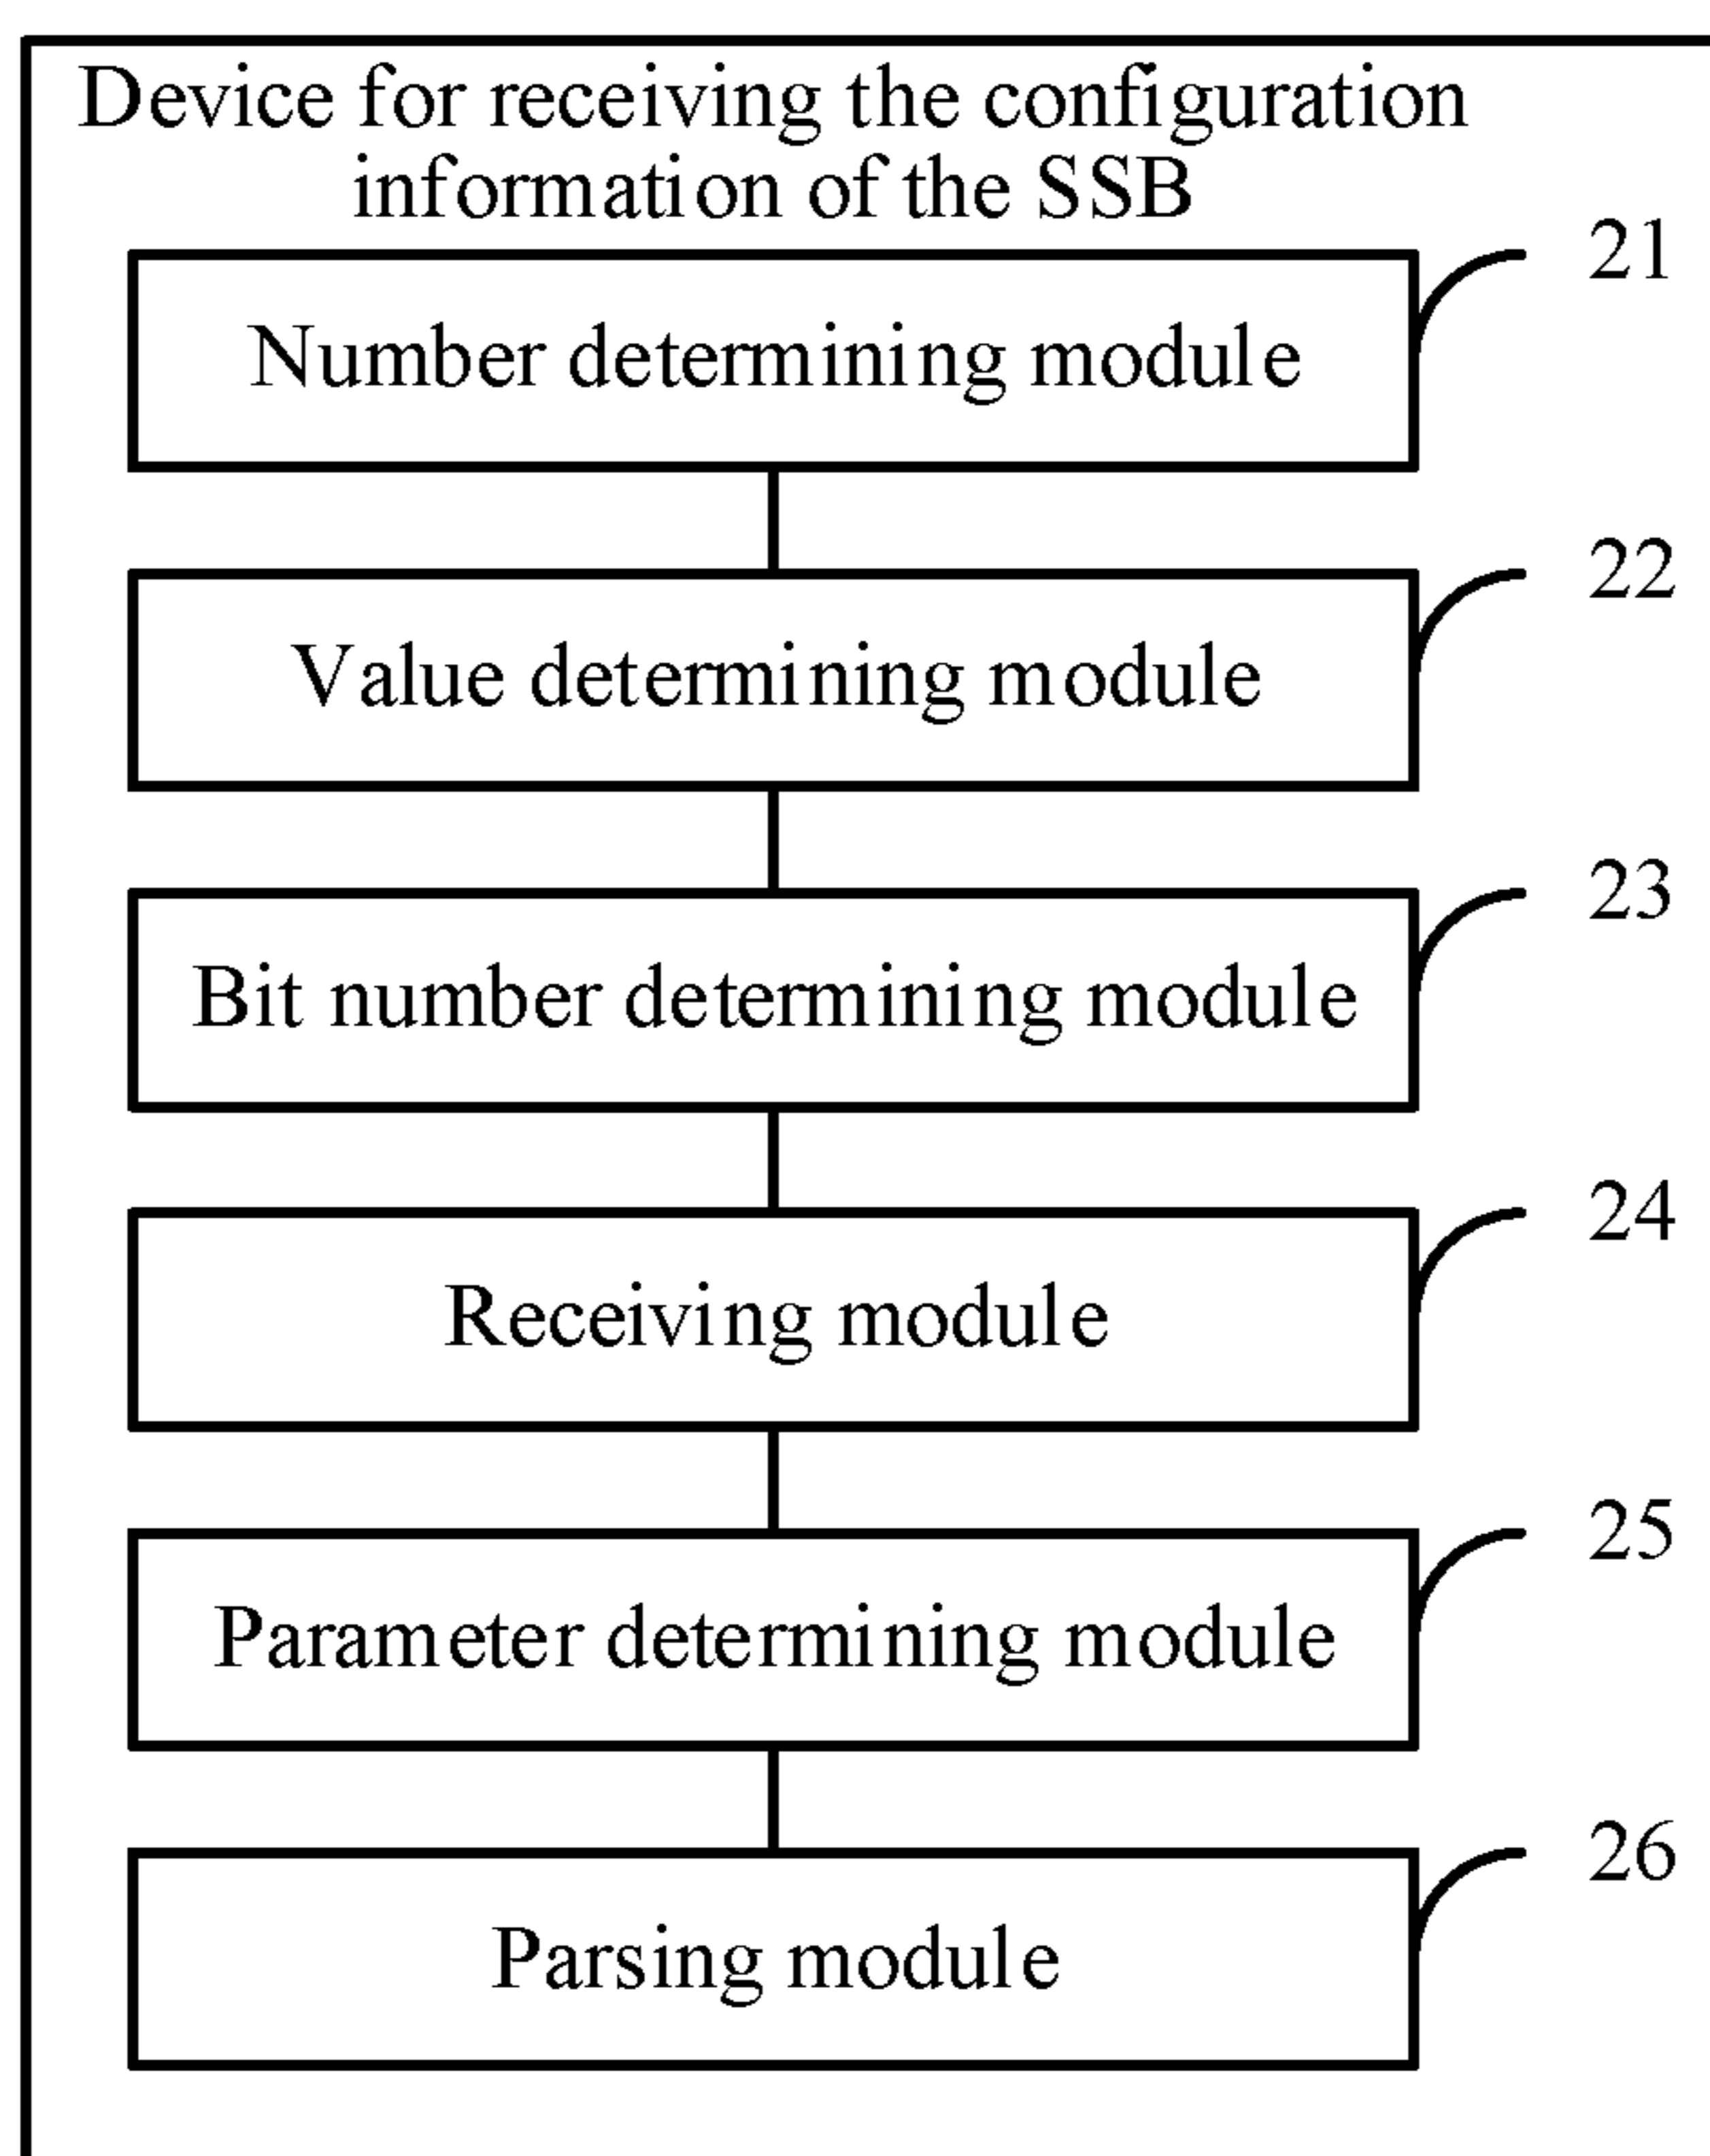 Device for receiving the configuration
information of the SSB
21
Number determining module
22
Value determining module
23
Bit number determining module
24
Receiving module
25
Parameter determining module
26
Parsing module